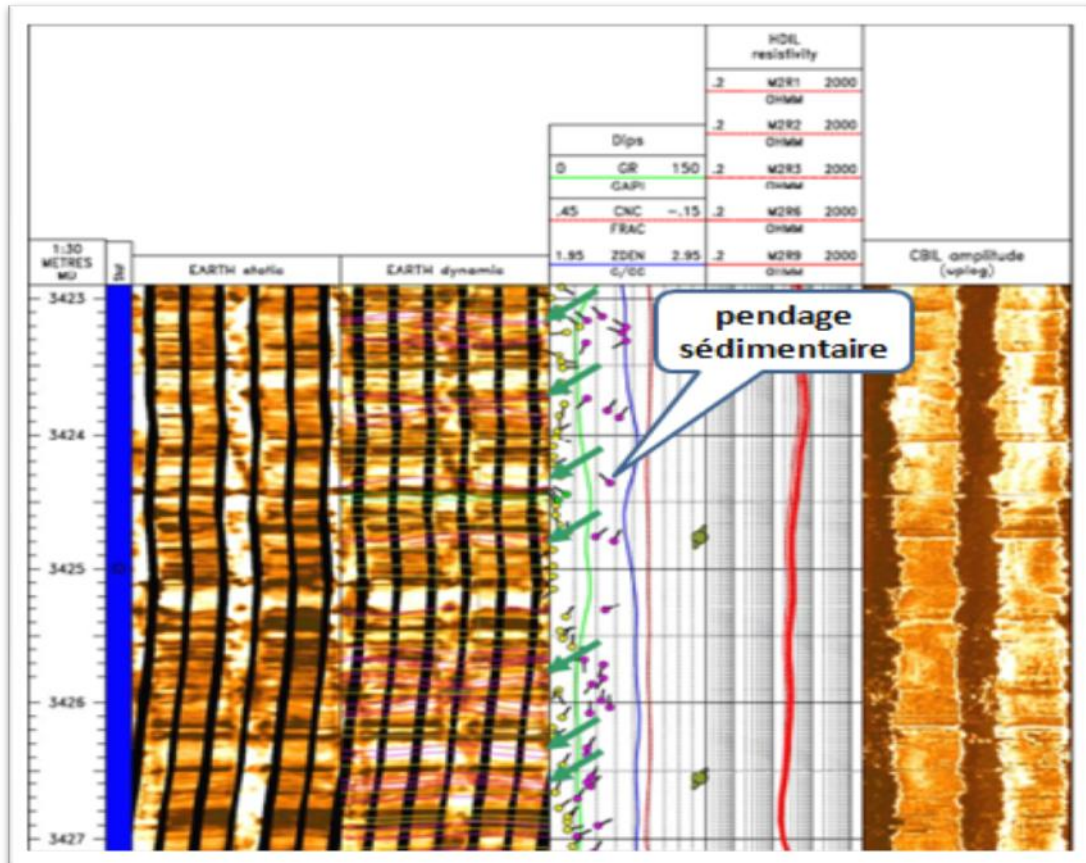 HDIL
resistivity
.2 M2R1 2000
OHMM
.2 M2R2 2000
OHMM
Dips
0 GR 150
GAPI
.2 M2R3 2000
OHMM
.45 CNC -.15
FRAC
.2 M2R6 2000
OHMM
1.95 ZDEN 2.95
G/CC
.2 M2R9 2000
OHMM
1:30
METRES
MD
EARTH static
EARTH dynamic
CBIL amplitude
(uplog)
3423
pendage
sédimentaire
3424
3425
3426
3427